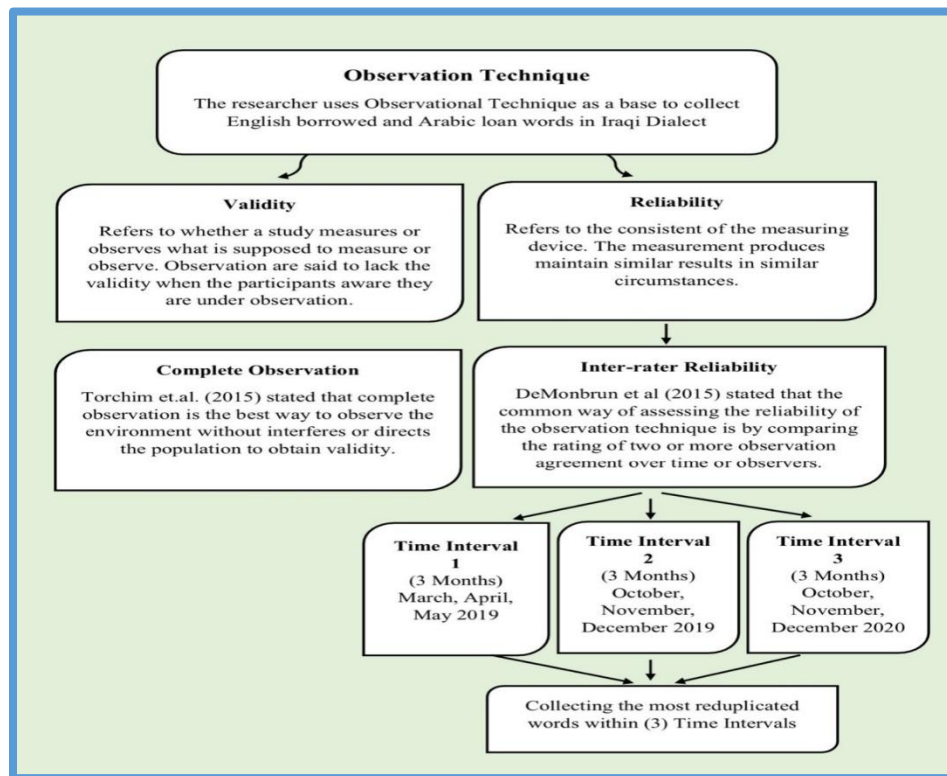 Observation Technique
The researcher uses Observational Technique as a base to collect
English borrowed and Arabic loan words in Iraqi Dialect
Validity
Refers to whether a study measures or
observes what is supposed to measure or
observe. Observation are said to lack the
validity when the participants aware they
are under observation.
Reliability
Refers to the consistent of the measuring
device. The measurement produces
maintain similar results in similar
circumstances.
Complete Observation
Torchim et.al. (2015) stated that complete
observation is the best way to observe the
environment without interferes or directs
the population to obtain validity.
Inter-rater Reliability
DeMonbrun et al (2015) stated that the
common way of assessing the reliability of
the observation technique is by comparing
the rating of two or more observation
agreement over time or observers.
Time Interval
1
(3 Months)
March, April,
May 2019
Time Interval
2
(3 Months)
October,
November,
December 2019
Time Interval
3
(3 Months)
October,
November,
December 2020
Collecting the most reduplicated
words within (3) Time Intervals